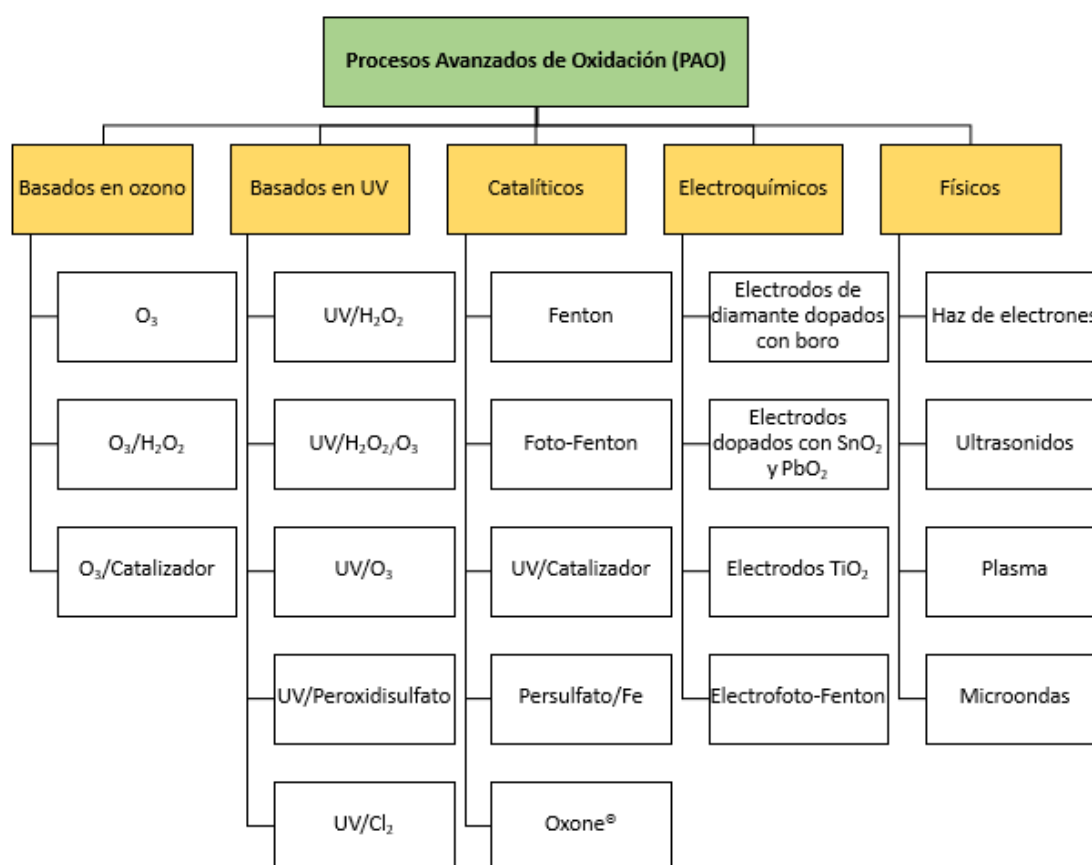 Procesos Avanzados de Oxidación (PAO)
Basados en ozono
Basados en UV
Catalíticos
Electroquímicos
Físicos
O₃
UV/H₂O₂
Fenton
Electrodos de
diamante dopados
con boro
Haz de electrones
O₃/H₂O₂
UV/H₂O₂/O₃
Foto-Fenton
Electrodos
dopados con SnO₂
y PbO₂
Ultrasonidos
O₃/Catalizador
UV/O₃
UV/Catalizador
Electrodos TiO₂
Plasma
UV/Peroxidisulfato
Persulfato/Fe
Electrofoto-Fenton
Microondas
UV/Cl₂
Oxone®